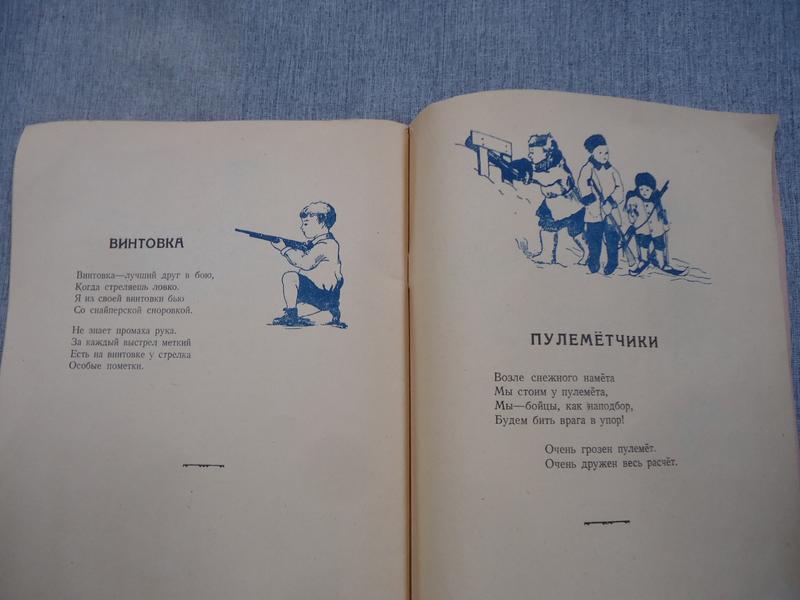 ВИНТОВКА
Винтовка—лучший друг в бою,
Когда стреляешь ловко.
Я из своей винтовки бью
Со снайперской сноровкой.
Не знает промаха рука.
За каждый выстрел меткий
Есть на винтовке у стрелка
Особые пометки.
ПУЛЕМЁТЧИКИ
Возле снежного намёта
Мы стоим у пулемёта,
Мы—бойцы, как наподбор,
Будем бить врага в упор!
Очень грозен пулемёт.
Очень дружен весь расчёт.